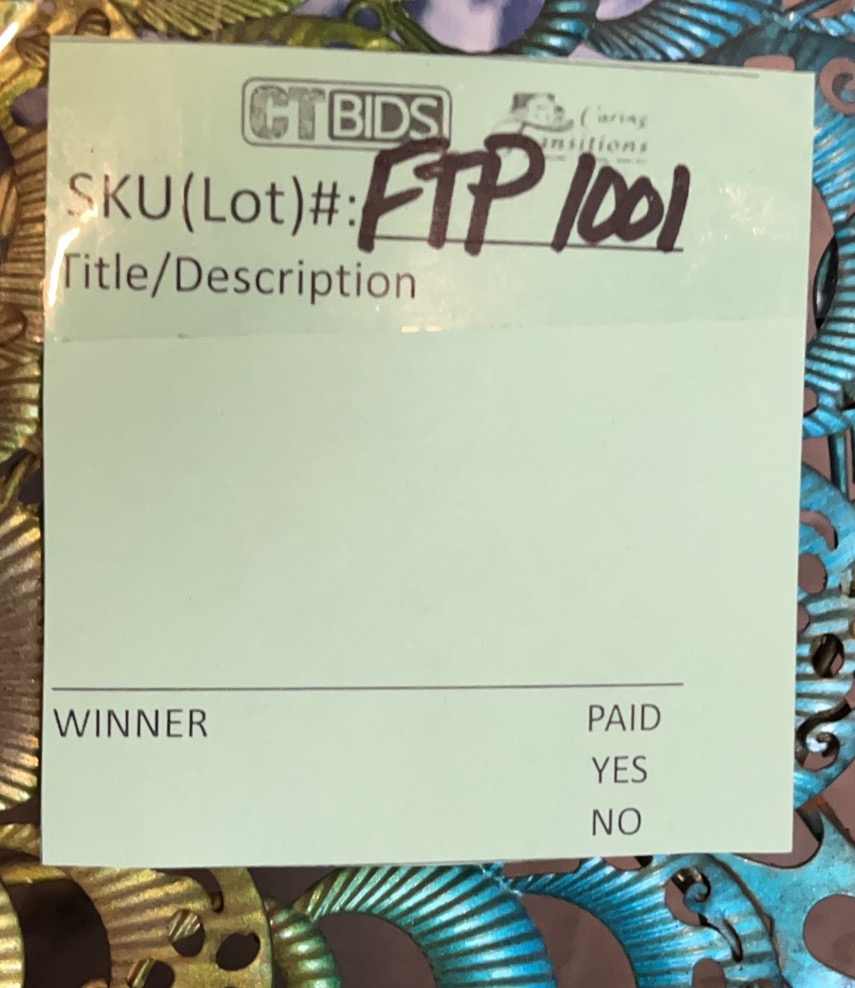 CTBIDS
Caring
Transitions
SKU(Lot)#: FTP 1001
Title/Description
WINNER PAID
YES
NO